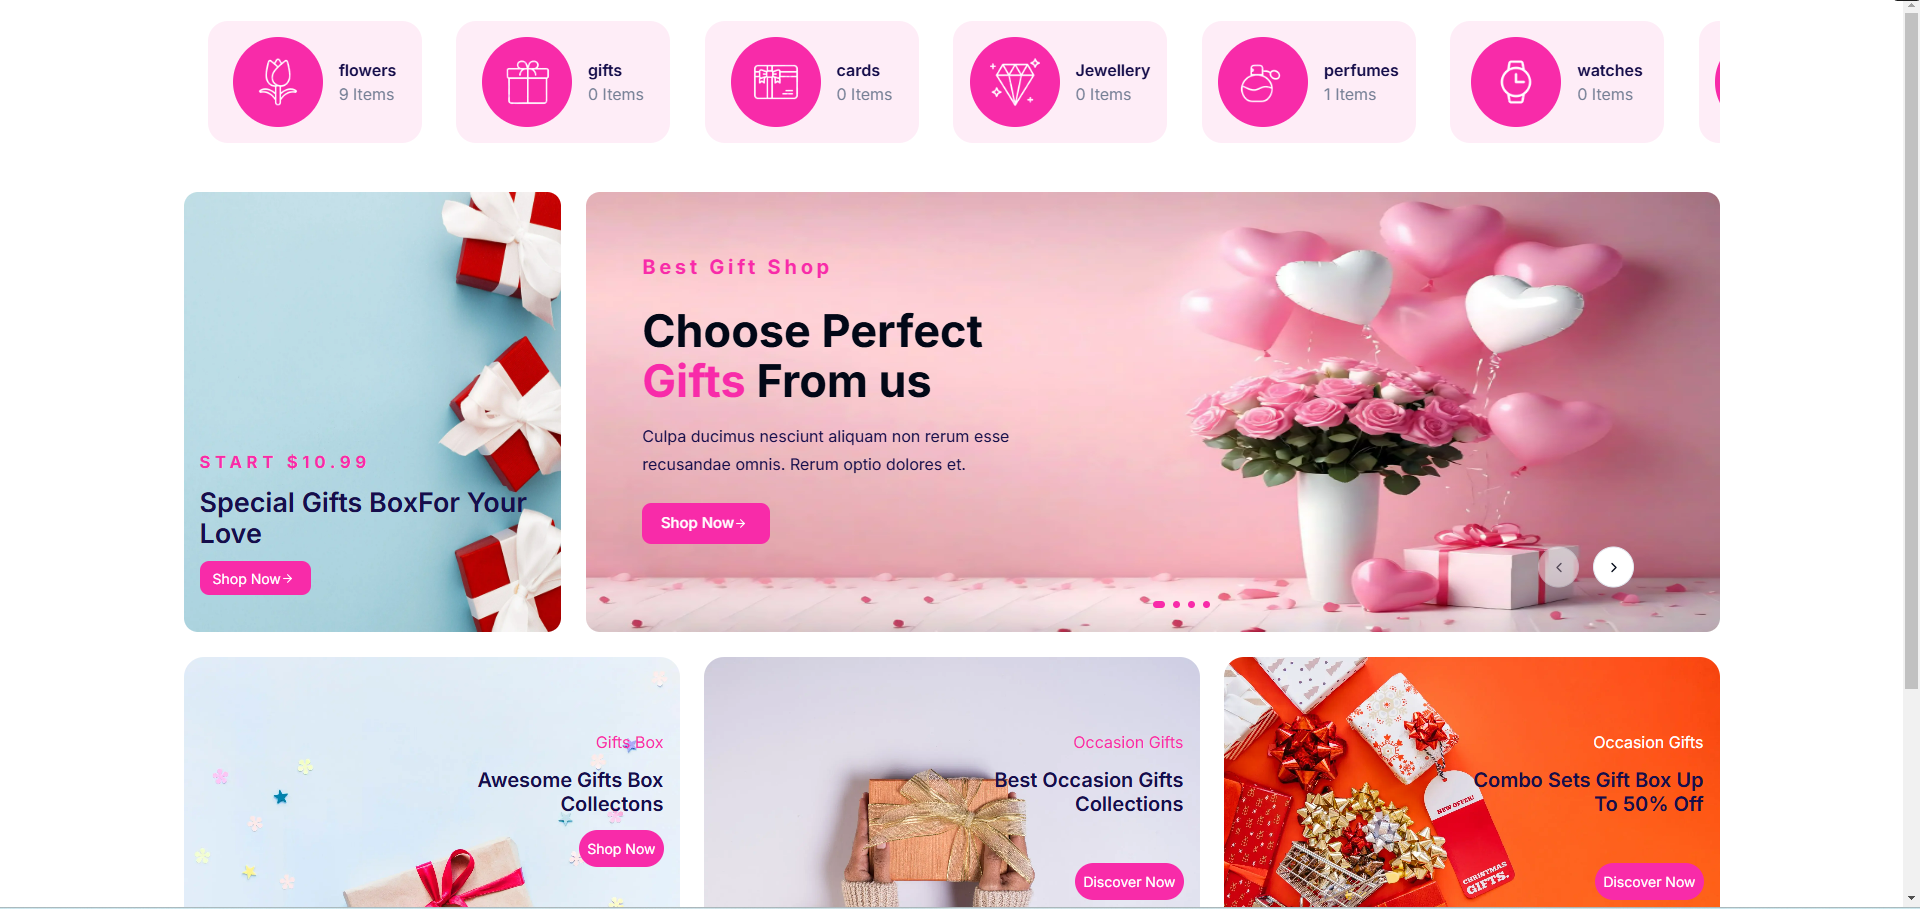 flowers
9 Items
gifts
0 Items
cards
0 Items
Jewellery
0 Items
perfumes
1 Items
watches
0 Items
START $10.99
Special Gifts BoxFor Your
Love
Shop Now
Best Gift Shop
Choose Perfect
Gifts From us
Culpa ducimus nesciunt aliquam non rerum esse
recusandae omnis. Rerum optio dolores et.
Shop Now
Gifts Box
Awesome Gifts Box
Collectons
Shop Now
Occasion Gifts
Best Occasion Gifts
Collections
Discover Now
Occasion Gifts
Combo Sets Gift Box Up
To 50% Off
NEW OFFER!
CHRISTMAS
GIFTS.
Discover Now